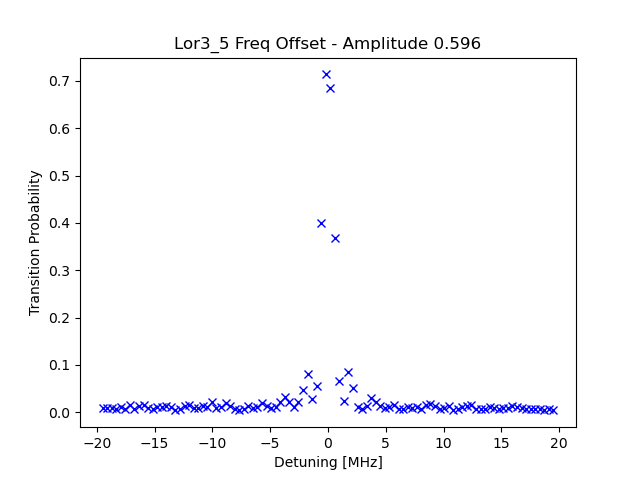 Lor3_5 Freq Offset - Amplitude 0.596
Transition Probability
0.7
0.6
0.5
0.4
0.3
0.2
0.1
0.0
−20 −15 −10 −5 0 5 10 15 20
Detuning [MHz]